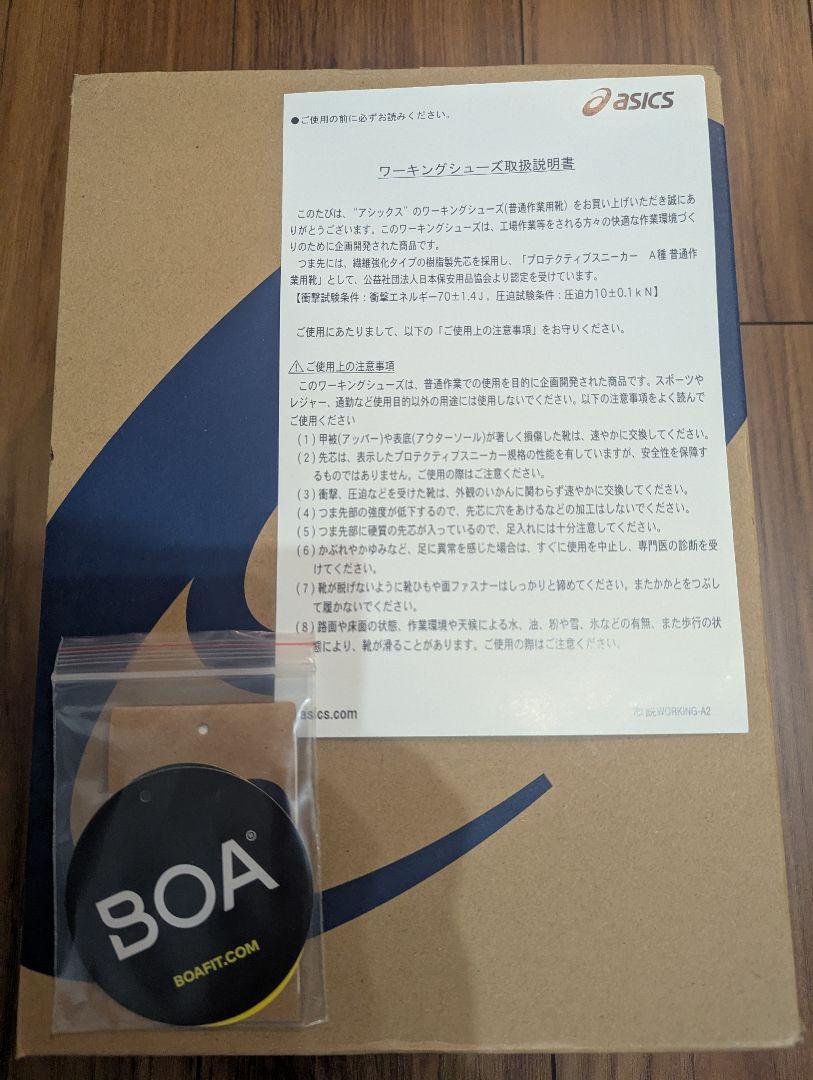 asics
●ご使用の前に必ずお読みください。
ワーキングシューズ取扱説明書
このたびは、"アシックス"のワーキングシューズ(普通作業用靴)をお買い上げいただき誠にあ
りがとうございます。このワーキングシューズは、工場作業等をされる方々の快適な作業環境づく
りのために企画開発された商品です。
つま先には、繊維強化タイプの樹脂製先芯を採用し、「プロテクティブスニーカー A種 普通作
業用靴」として、公益社団法人日本保安用品協会より認定を受けています。
【衝撃試験条件:衝撃エネルギー70±1.4J，圧迫試験条件:圧迫力10±0.1kN】
ご使用にあたりまして、以下の「ご使用上の注意事項」をお守りください。
⚠ご使用上の注意事項
このワーキングシューズは、普通作業での使用を目的に企画開発された商品です。スポーツや
レジャー、通勤など使用目的以外の用途には使用しないでください。以下の注意事項をよく読んで
ご使用ください
(1)甲被(アッパー)や表底(アウターソール)が著しく損傷した靴は、速やかに交換してください。
(2)先芯は、表示したプロテクティブスニーカー規格の性能を有していますが、安全性を保障す
るものではありません。ご使用の際はご注意ください。
(3)衝撃、圧迫などを受けた靴は、外観のいかんに関わらず速やかに交換してください。
(4)つま先部の強度が低下するので、先芯に穴をあけるなどの加工はしないでください。
(5)つま先部に硬質の先芯が入っているので、足入れには十分注意してください。
(6)かぶれやかゆみなど、足に異常を感じた場合は、すぐに使用を中止し、専門医の診断を受
けてください。
(7)靴が脱げないように靴ひもや面ファスナーはしっかりと締めてください。またかかとをつぶし
て履かないでください。
(8)路面や床面の状態、作業環境や天候による水、油、粉や雪、氷などの有無、また歩行の状
態により、靴が滑ることがあります。ご使用の際はご注意ください。
asics.com
WORKING-A2
BOA®
BOAFIT.COM